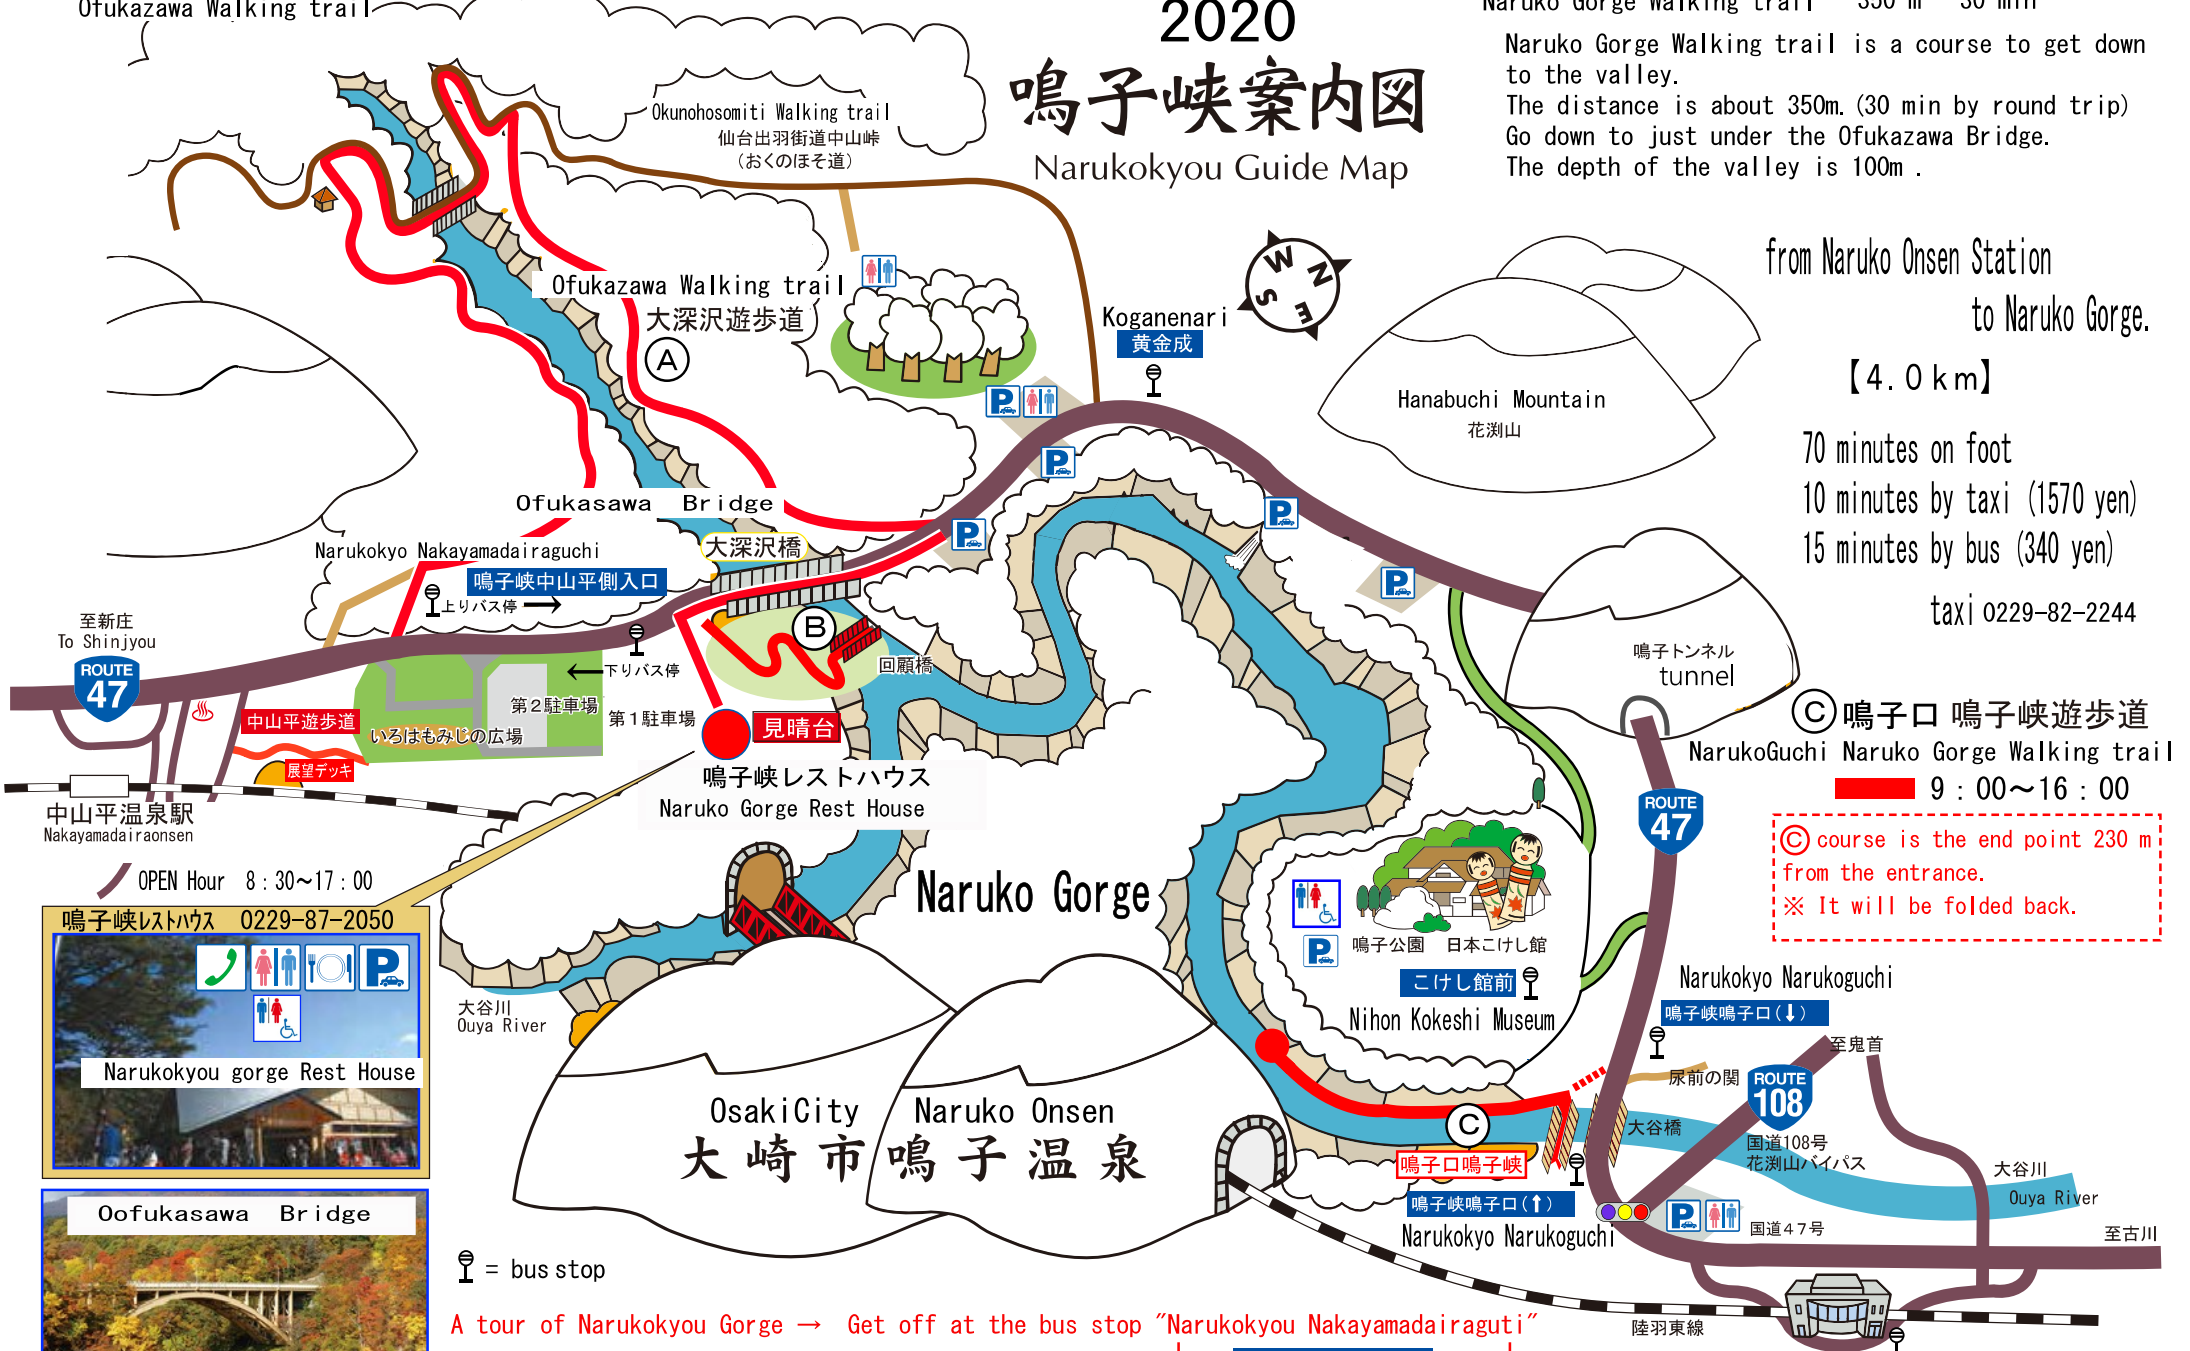 Ofukazawa Walking trail
2020
鳴子峡案内図
Narukokyou Guide Map
Naruko Gorge Walking trail 350 m 30 min
Naruko Gorge Walking trail is a course to get down
to the valley.
The distance is about 350m. (30 min by round trip)
Go down to just under the Ofukazawa Bridge.
The depth of the valley is 100m .
Okunohosomiti Walking trail
仙台出羽街道中山峠
(おくのほそ道)
from Naruko Onsen Station
to Naruko Gorge.
【4.0km】
70 minutes on foot
10 minutes by taxi (1570 yen)
15 minutes by bus (340 yen)
taxi 0229-82-2244
W
N
S
E
Ofukazawa Walking trail
大深沢遊歩道
A
Koganenari
黄金成
P
P
P
P
P
Hanabuchi Mountain
花渕山
Ofukasawa Bridge
大深沢橋
Narukokyo Nakayamadairaguchi
鳴子峡中山平側入口
上りバス停 →
至新庄
To Shinjyou
ROUTE
47
← 下りバス停
B
回顧橋
第2駐車場
第1駐車場
見晴台
中山平遊歩道
いろはもみじの広場
展望デッキ
鳴子峡レストハウス
Naruko Gorge Rest House
中山平温泉駅
Nakayamadairaonsen
鳴子トンネル
tunnel
C 鳴子口 鳴子峡遊歩道
NarukoGuchi Naruko Gorge Walking trail
9：00～16：00
C course is the end point 230 m
from the entrance.
※ It will be folded back.
ROUTE
47
OPEN Hour 8:30～17:00
鳴子峡レストハウス 0229-87-2050
P
Narukokyou gorge Rest House
Naruko Gorge
大谷川
Ouya River
P
鳴子公園 日本こけし館
こけし館前
Nihon Kokeshi Museum
Narukokyo Narukoguchi
鳴子峡鳴子口(↓)
至鬼首
尿前の関
ROUTE
108
国道108号
花渕山バイパス
大谷橋
大谷川
Ouya River
OsakiCity Naruko Onsen
大崎市鳴子温泉
C
鳴子口鳴子峡
鳴子峡鳴子口(↑)
Narukokyo Narukoguchi
P
国道47号
至古川
陸羽東線
Oofukasawa Bridge
= bus stop
A tour of Narukokyou Gorge → Get off at the bus stop "Narukokyou Nakayamadairaguti"